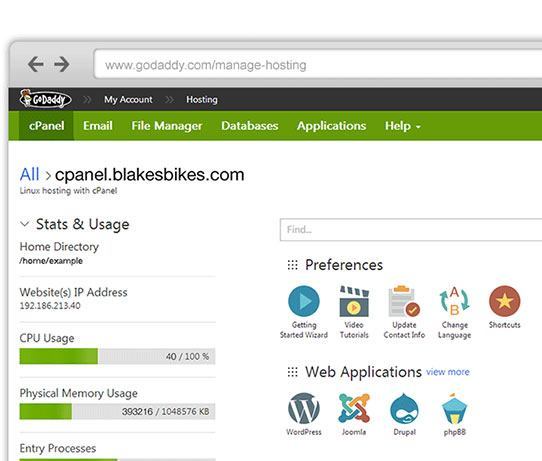 www.godaddy.com/manage-hosting
GoDaddy My Account Hosting
cPanel Email File Manager Databases Applications Help
All > cpanel.blakesbikes.com
Linux hosting with cPanel
Stats & Usage
Home Directory
/home/example
Website(s) IP Address
192.186.213.40
CPU Usage
40 / 100 %
Physical Memory Usage
393216 / 1048576 KB
Entry Processes
Find...
Preferences
Getting Started Wizard
Video Tutorials
Update Contact Info
A B
Change Language
Shortcuts
Web Applications view more
WordPress
Joomla
Drupal
phpBB